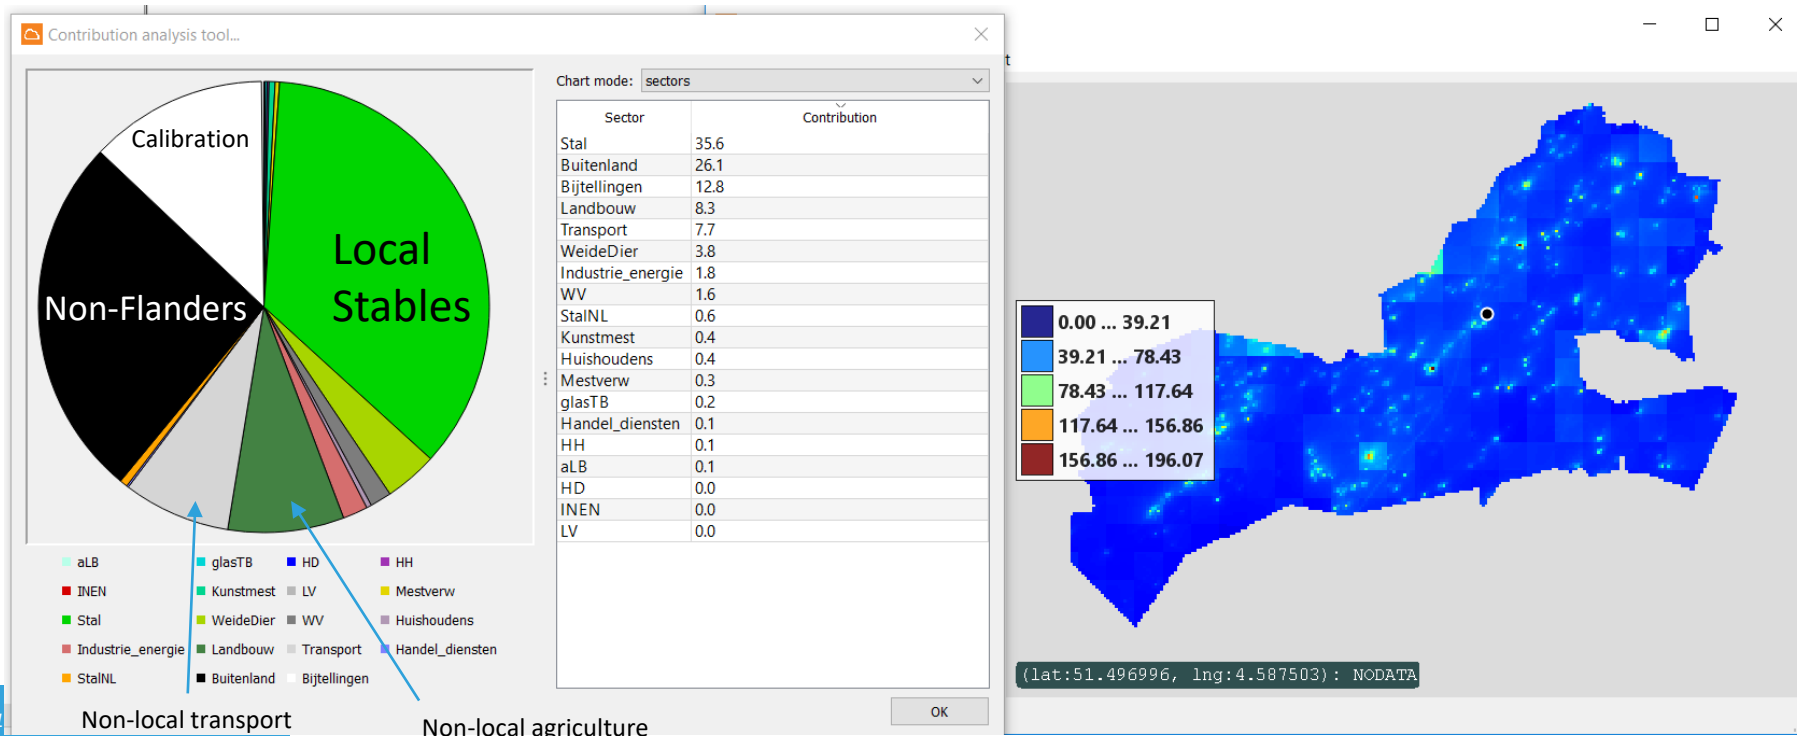 Contribution analysis tool...
t
Chart mode: sectors
Sector Contribution
Stal 35.6
Buitenland 26.1
Bijtellingen 12.8
Landbouw 8.3
Transport 7.7
WeideDier 3.8
Industrie_energie 1.8
WV 1.6
StalNL 0.6
Kunstmest 0.4
Huishoudens 0.4
Mestverw 0.3
glasTB 0.2
Handel_diensten 0.1
HH 0.1
aLB 0.1
HD 0.0
INEN 0.0
LV 0.0
Calibration
Local
Stables
Non-Flanders
aLB glasTB HD HH
INEN Kunstmest LV Mestverw
Stal WeideDier WV Huishoudens
Industrie_energie Landbouw Transport Handel_diensten
StalNL Buitenland Bijtellingen
Non-local transport
Non-local agriculture
OK
0.00 ... 39.21
39.21 ... 78.43
78.43 ... 117.64
117.64 ... 156.86
156.86 ... 196.07
(lat:51.496996, lng:4.587503): NODATA